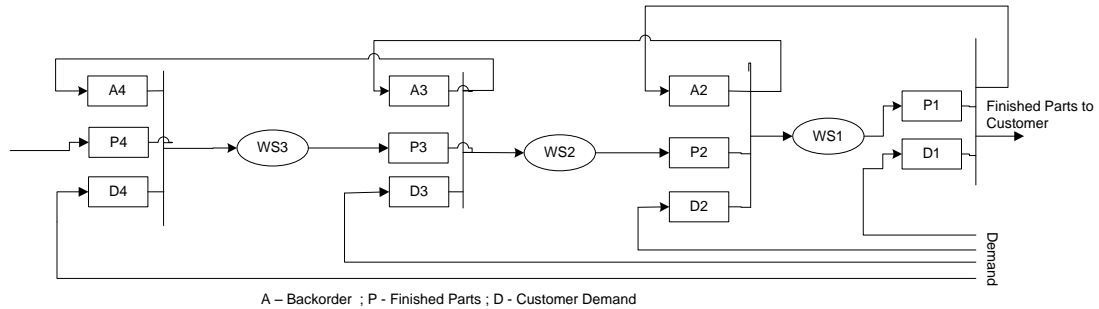 A4
A3
A2
P1
Finished Parts to
Customer
P4
WS3
P3
WS2
P2
WS1
D1
D4
D3
D2
Demand
A – Backorder ; P - Finished Parts ; D - Customer Demand